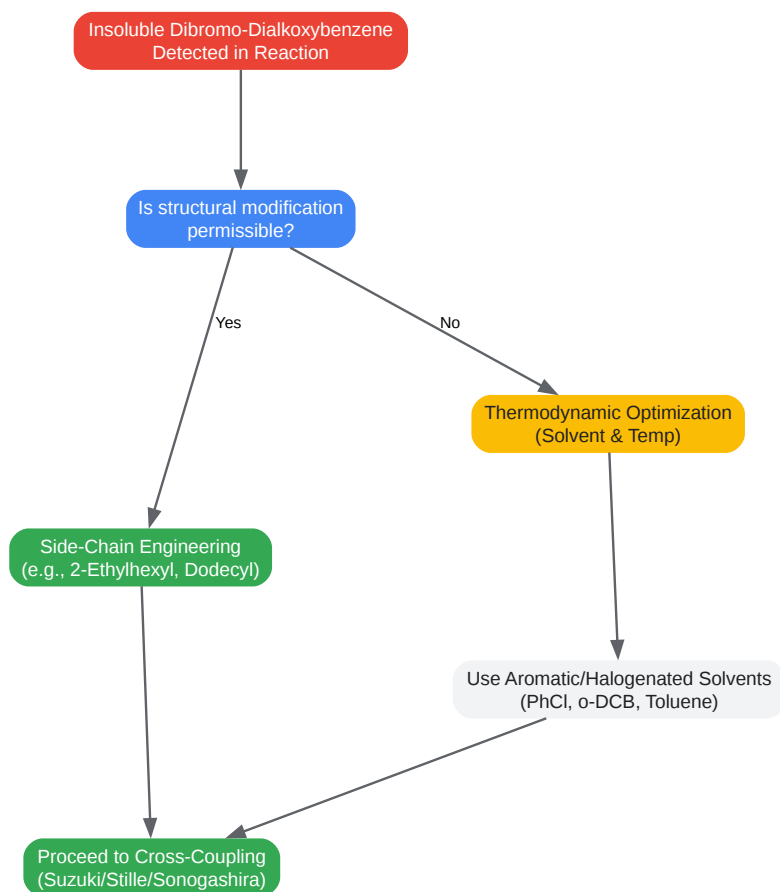 Insoluble Dibromo-Dialkoxybenzene
Detected in Reaction
Is structural modification
permissible?
Yes
No
Thermodynamic Optimization
(Solvent & Temp)
Side-Chain Engineering
(e.g., 2-Ethylhexyl, Dodecyl)
Use Aromatic/Halogenated Solvents
(PhCl, o-DCB, Toluene)
Proceed to Cross-Coupling
(Suzuki/Stille/Sonogashira)